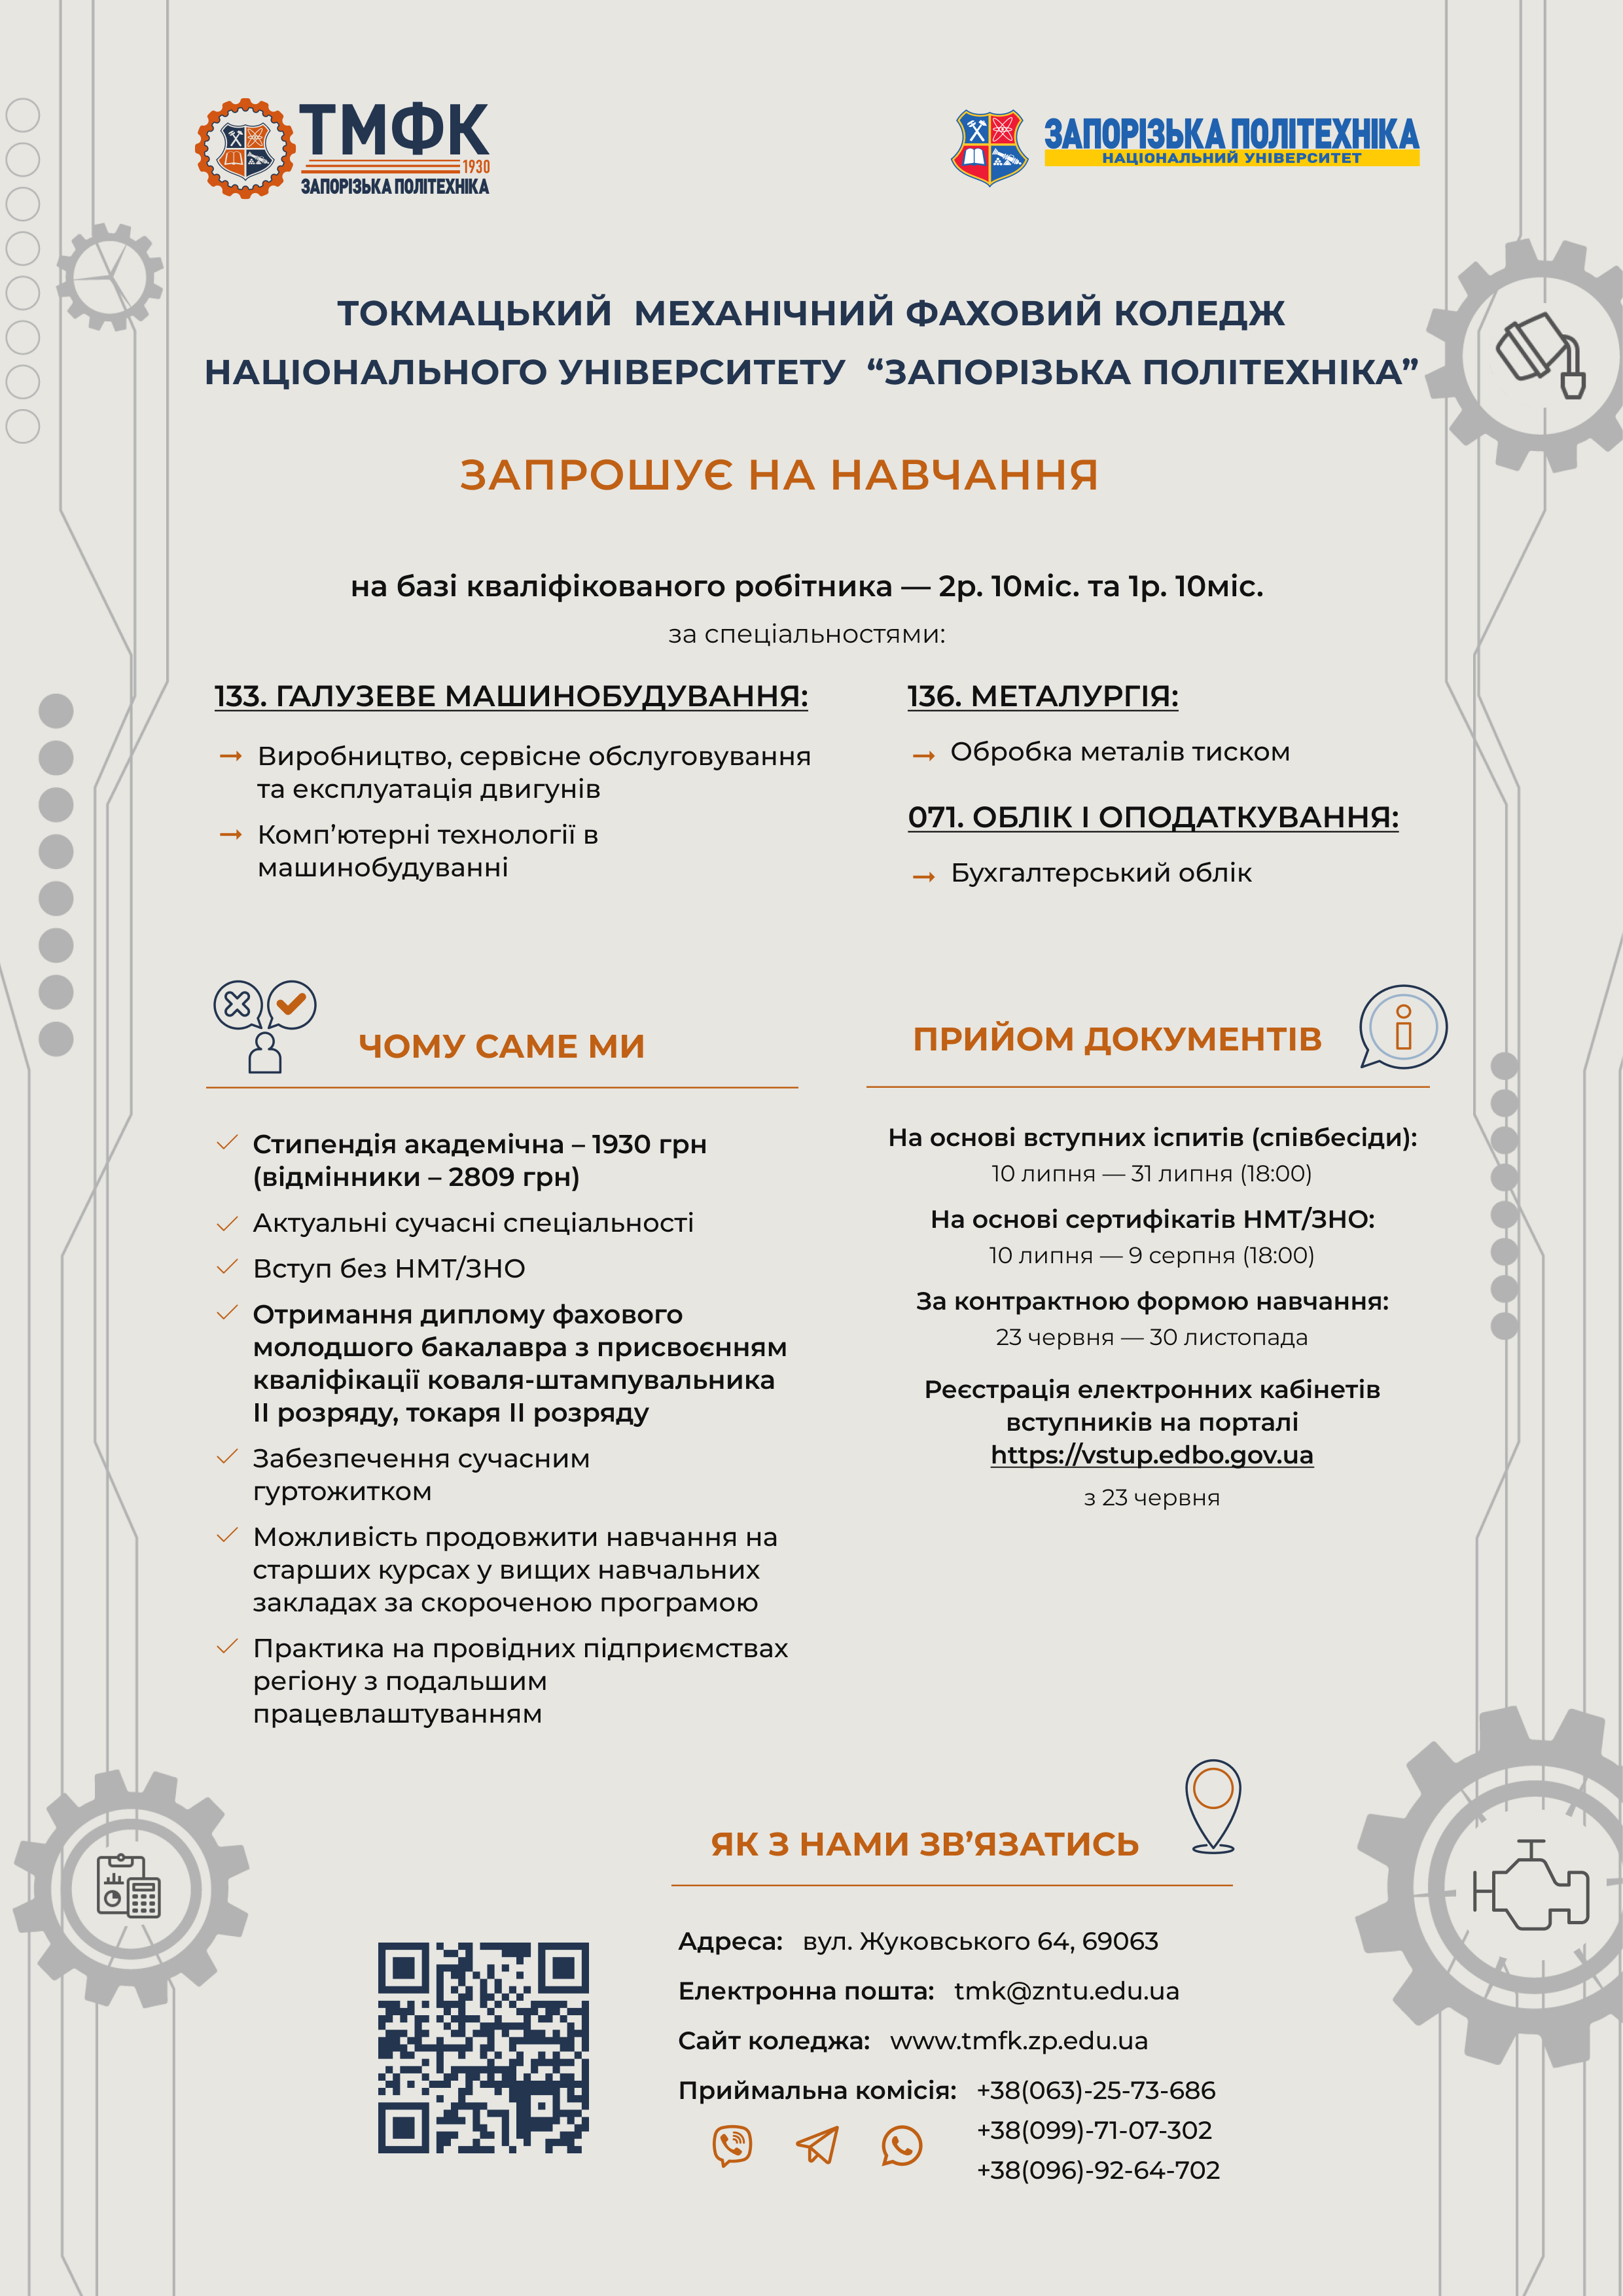 ТМФК
1930
ЗАПОРІЗЬКА ПОЛІТЕХНІКА
ЗАПОРІЗЬКА ПОЛІТЕХНІКА
НАЦІОНАЛЬНИЙ УНІВЕРСИТЕТ
ТОКМАЦЬКИЙ МЕХАНІЧНИЙ ФАХОВИЙ КОЛЕДЖ
НАЦІОНАЛЬНОГО УНІВЕРСИТЕТУ “ЗАПОРІЗЬКА ПОЛІТЕХНІКА”
ЗАПРОШУЄ НА НАВЧАННЯ
на базі кваліфікованого робітника — 2р. 10міс. та 1р. 10міс.
за спеціальностями:
133. ГАЛУЗЕВЕ МАШИНОБУДУВАННЯ:
Виробництво, сервісне обслуговування
та експлуатація двигунів
Комп’ютерні технології в
машинобудуванні
136. МЕТАЛУРГІЯ:
Обробка металів тиском
071. ОБЛІК І ОПОДАТКУВАННЯ:
Бухгалтерський облік
ЧОМУ САМЕ МИ
Стипендія академічна – 1930 грн
(відмінники – 2809 грн)
Актуальні сучасні спеціальності
Вступ без НМТ/ЗНО
Отримання диплому фахового
молодшого бакалавра з присвоєнням
кваліфікації коваля-штампувальника
ІІ розряду, токаря ІІ розряду
Забезпечення сучасним
гуртожитком
Можливість продовжити навчання на
старших курсах у вищих навчальних
закладах за скороченою програмою
Практика на провідних підприємствах
регіону з подальшим
працевлаштуванням
ПРИЙОМ ДОКУМЕНТІВ
На основі вступних іспитів (співбесіди):
10 липня — 31 липня (18:00)
На основі сертифікатів НМТ/ЗНО:
10 липня — 9 серпня (18:00)
За контрактною формою навчання:
23 червня — 30 листопада
Реєстрація електронних кабінетів
вступників на порталі
https://vstup.edbo.gov.ua
з 23 червня
ЯК З НАМИ ЗВ’ЯЗАТИСЬ
Адреса: вул. Жуковського 64, 69063
Електронна пошта: tmk@zntu.edu.ua
Сайт коледжа: www.tmfk.zp.edu.ua
Приймальна комісія: +38(063)-25-73-686
+38(099)-71-07-302
+38(096)-92-64-702